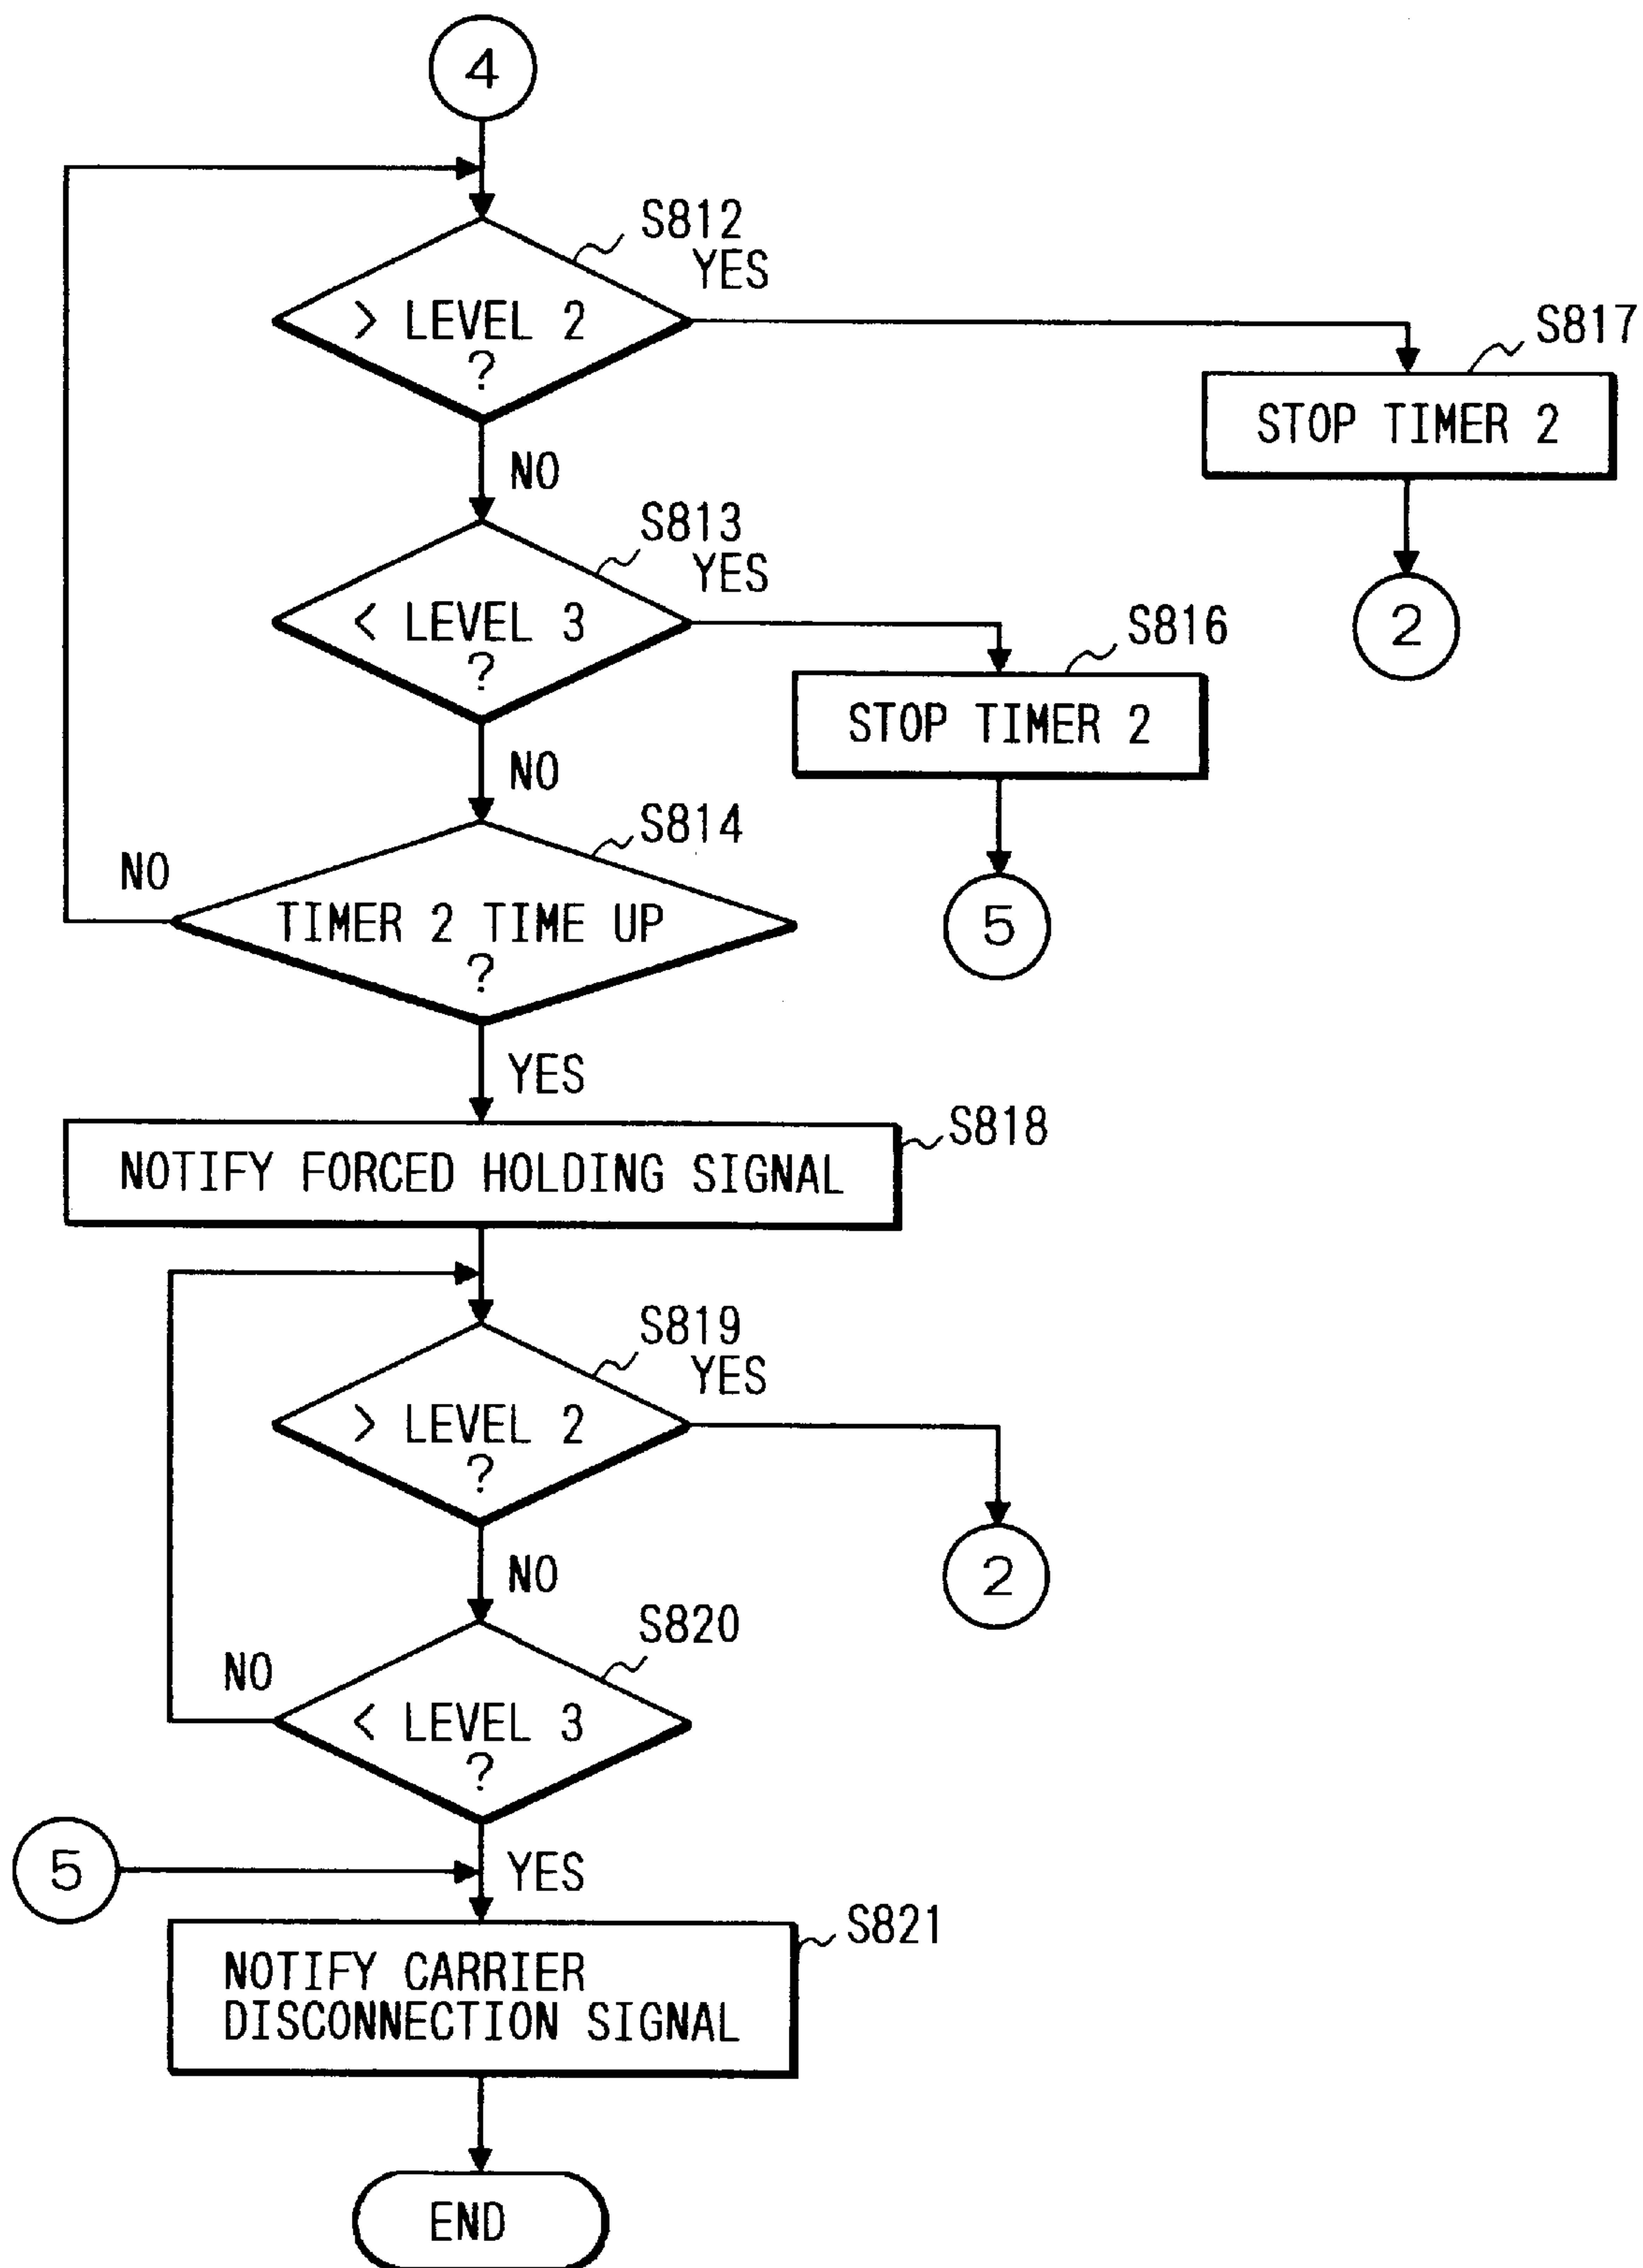 4
S812
YES
> LEVEL 2
?
S817
STOP TIMER 2
NO
2
S813
YES
< LEVEL 3
?
S816
STOP TIMER 2
NO
5
S814
NO
TIMER 2 TIME UP
?
YES
S818
NOTIFY FORCED HOLDING SIGNAL
S819
YES
> LEVEL 2
?
NO
2
S820
NO
< LEVEL 3
?
5
YES
S821
NOTIFY CARRIER
DISCONNECTION SIGNAL
END